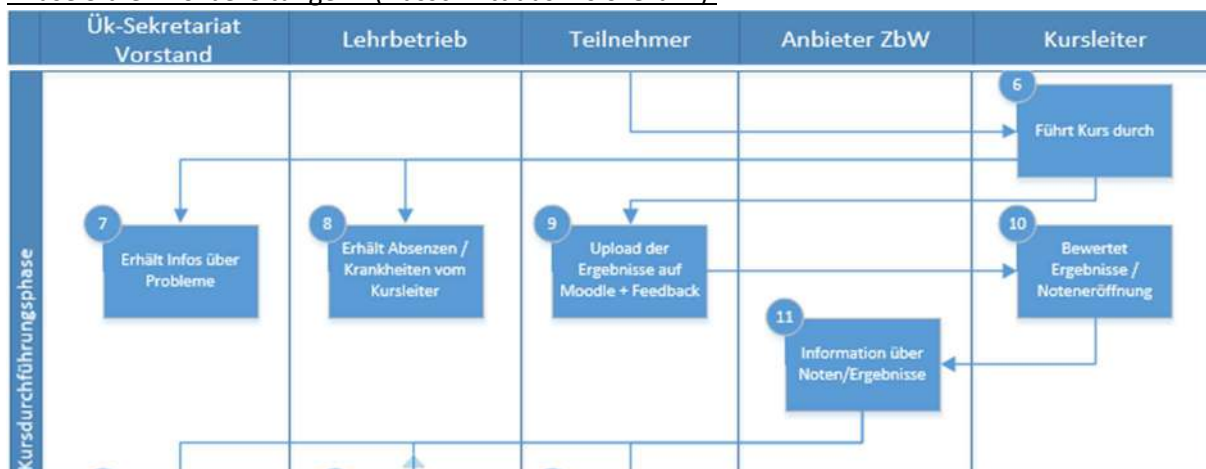 Ük-Sekretariat
Vorstand
Lehrbetrieb
Teilnehmer
Anbieter ZbW
Kursleiter
Kursdurchführungsphase
6
Führt Kurs durch
7
Erhält Infos über
Probleme
8
Erhält Absenzen /
Krankheiten vom
Kursleiter
9
Upload der
Ergebnisse auf
Moodle + Feedback
10
Bewertet
Ergebnisse /
Noteneröffnung
11
Information über
Noten/Ergebnisse